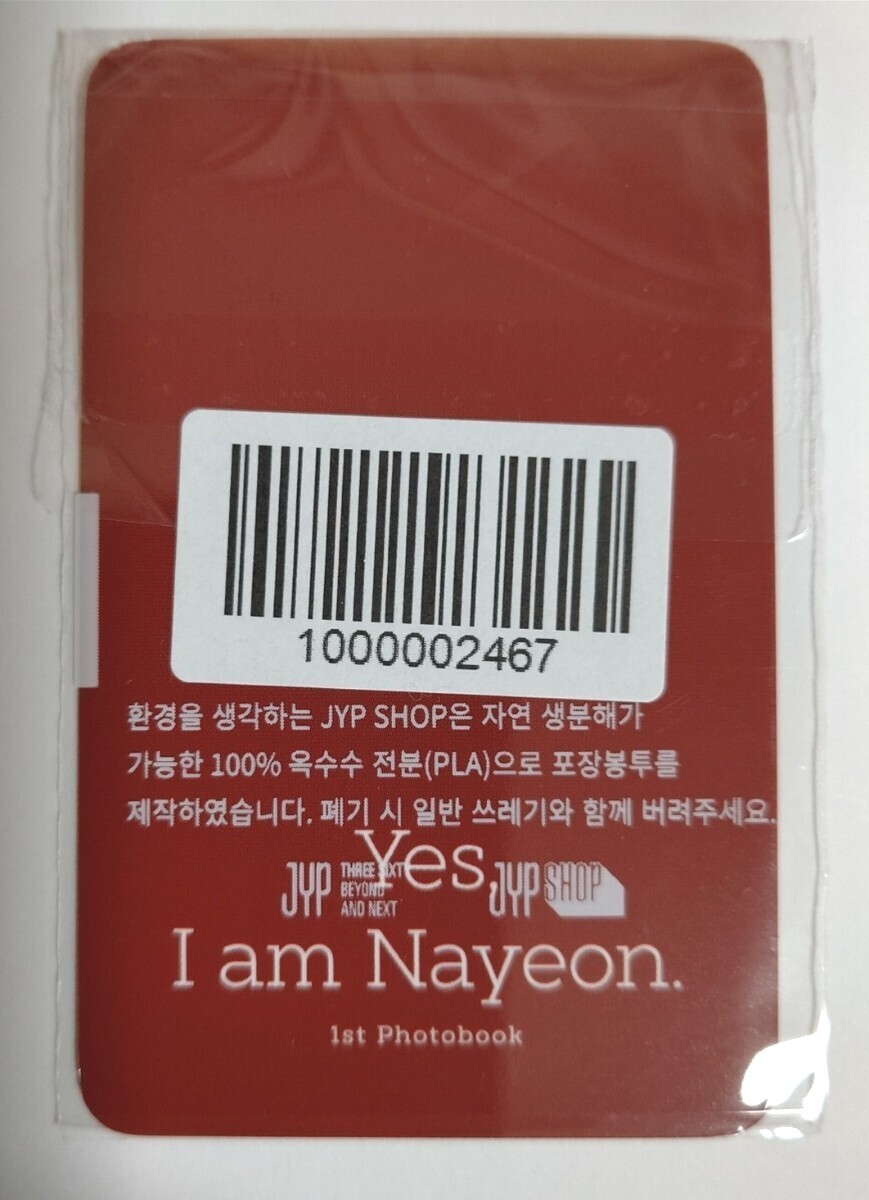 1000002467
환경을 생각하는 JYP SHOP은 자연 생분해가
가능한 100% 옥수수 전분(PLA)으로 포장봉투를
제작하였습니다. 폐기 시 일반 쓰레기와 함께 버려주세요.
Yes,
JYP THREE SIXTY
BEYOND
AND NEXT
JYP SHOP
I am Nayeon.
1st Photobook